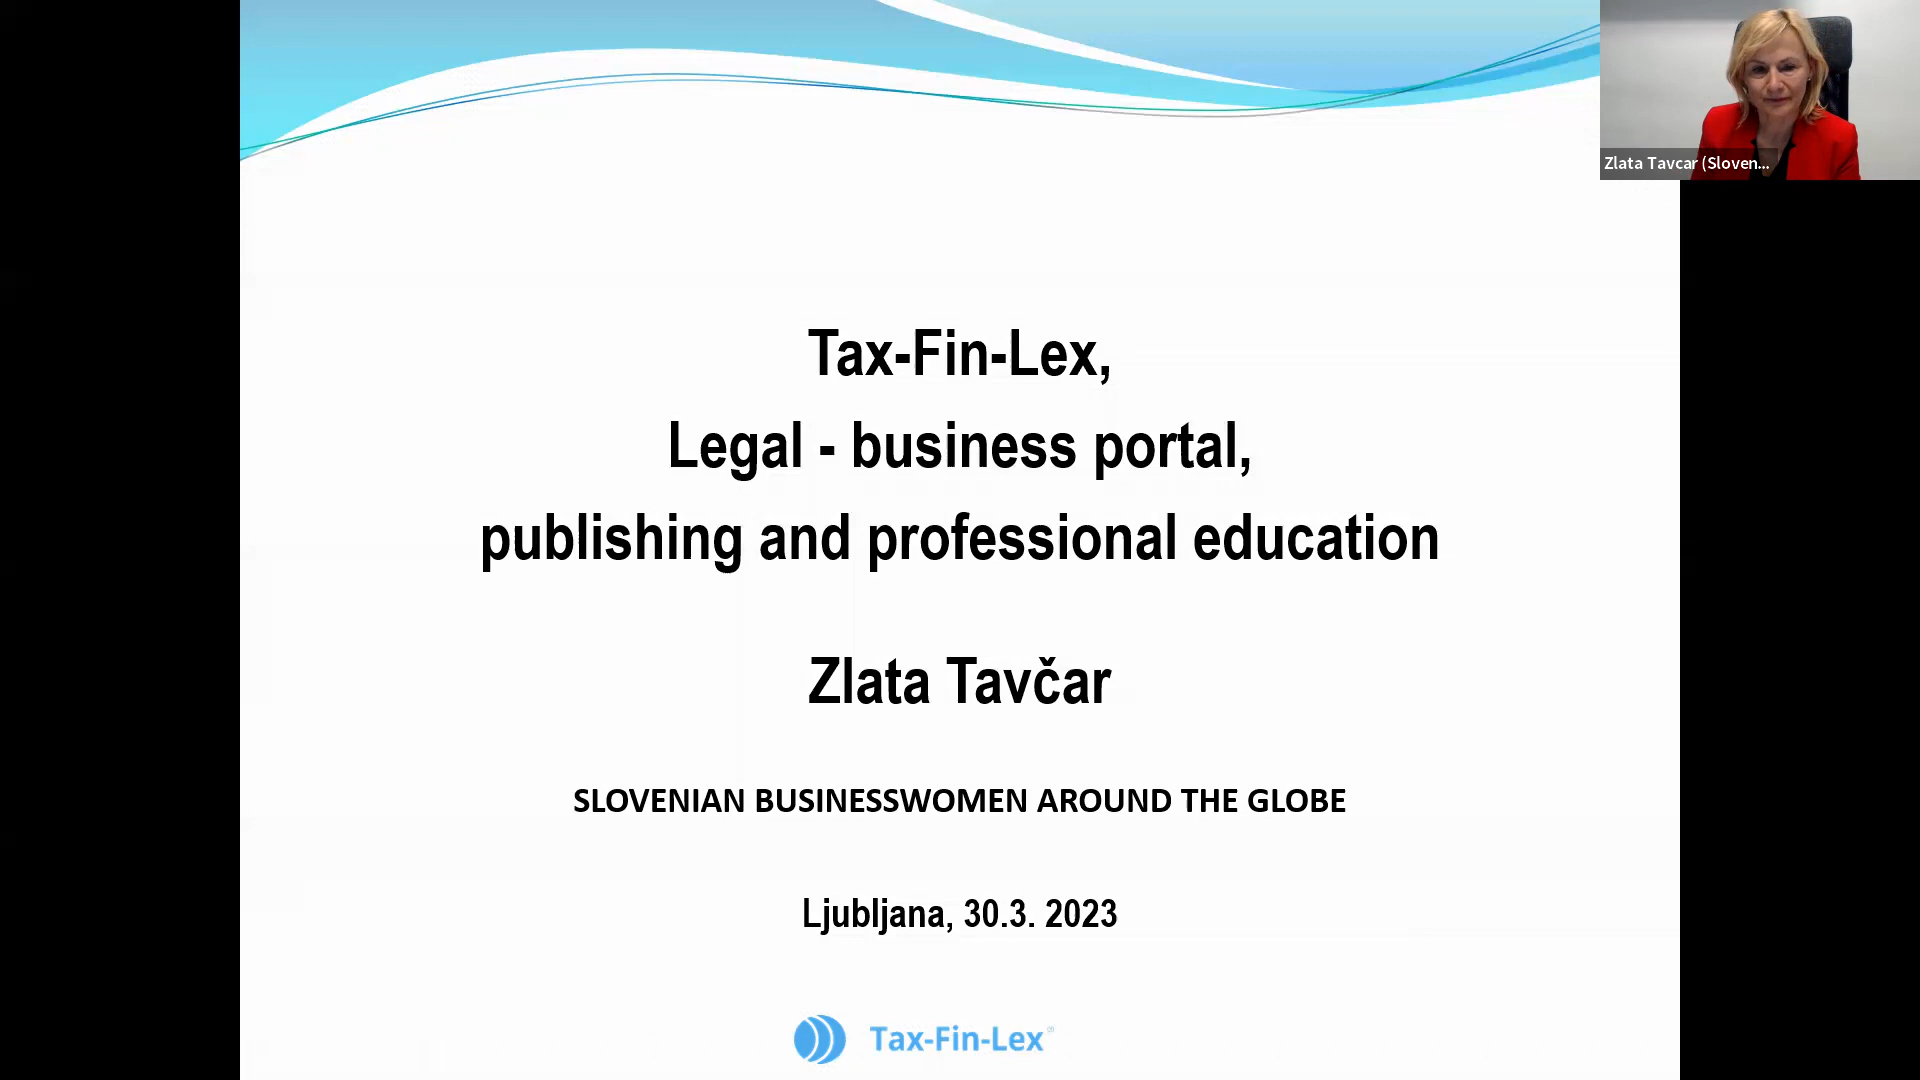 Tax-Fin-Lex,
Legal - business portal,
publishing and professional education
Zlata Tavčar
SLOVENIAN BUSINESSWOMEN AROUND THE GLOBE
Ljubljana, 30.3. 2023
Tax-Fin-Lex®
Zlata Tavcar (Sloven...